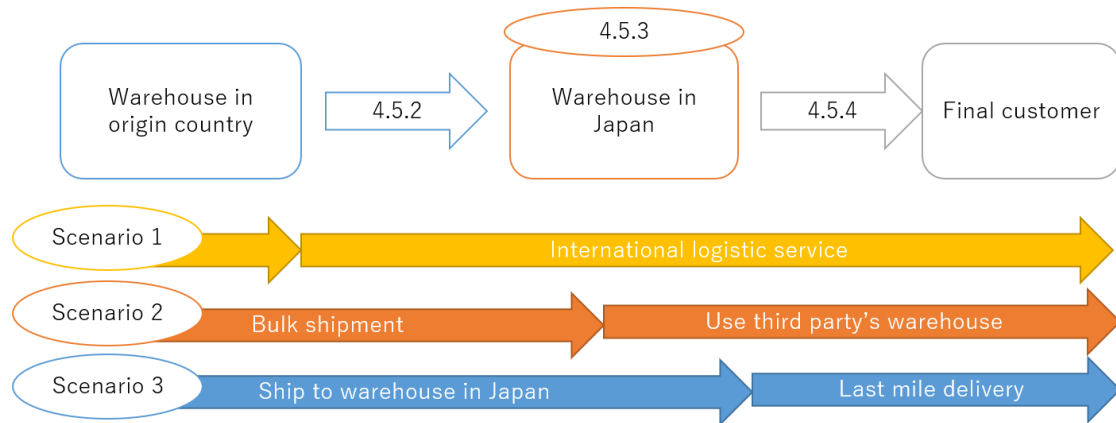 4.5.3
Warehouse in
origin country
4.5.2
Warehouse in
Japan
4.5.4
Final customer
Scenario 1
International logistic service
Scenario 2
Bulk shipment
Use third party’s warehouse
Scenario 3
Ship to warehouse in Japan
Last mile delivery